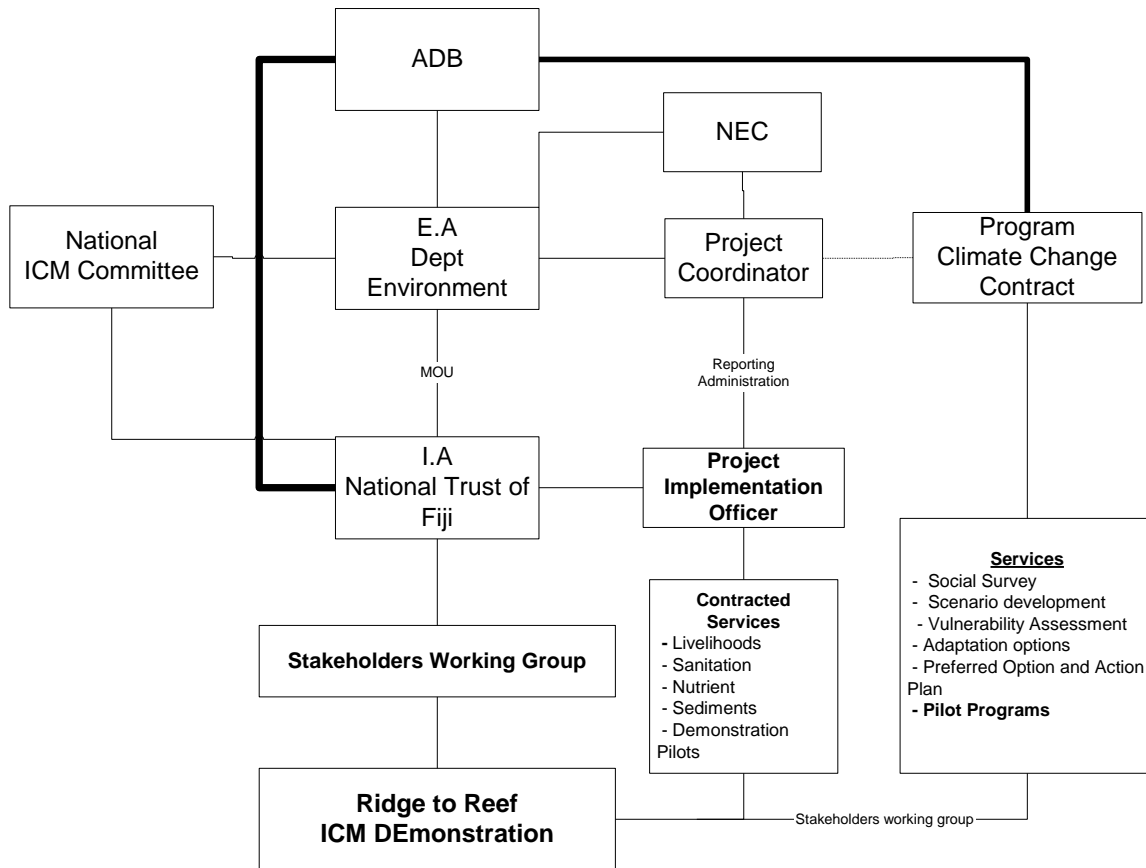 ADB
NEC
National
ICM Committee
E.A
Dept
Environment
Project
Coordinator
Program
Climate Change
Contract
MOU
Reporting
Administration
I.A
National Trust of
Fiji
Project
Implementation
Officer
Services
- Social Survey
- Scenario development
- Vulnerability Assessment
- Adaptation options
- Preferred Option and Action
Plan
- Pilot Programs
Contracted
Services
- Livelihoods
- Sanitation
- Nutrient
- Sediments
- Demonstration
Pilots
Stakeholders Working Group
Ridge to Reef
ICM DEmonstration
Stakeholders working group